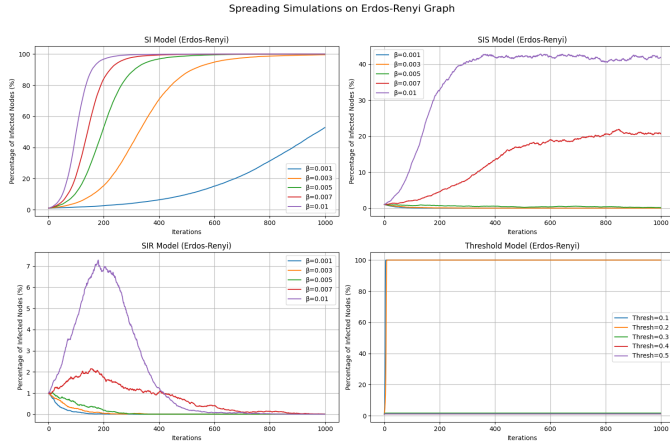 Spreading Simulations on Erdos-Renyi Graph
SI Model (Erdos-Renyi)
Percentage of Infected Nodes (%)
100
80
60
40
20
0
β=0.001
β=0.003
β=0.005
β=0.007
β=0.01
0 200 400 600 800 1000
Iterations
SIS Model (Erdos-Renyi)
Percentage of Infected Nodes (%)
40
30
20
10
0
β=0.001
β=0.003
β=0.005
β=0.007
β=0.01
0 200 400 600 800 1000
Iterations
SIR Model (Erdos-Renyi)
Percentage of Infected Nodes (%)
7
6
5
4
3
2
1
0
β=0.001
β=0.003
β=0.005
β=0.007
β=0.01
0 200 400 600 800 1000
Iterations
Threshold Model (Erdos-Renyi)
Percentage of Infected Nodes (%)
100
80
60
40
20
0
Thresh=0.1
Thresh=0.2
Thresh=0.3
Thresh=0.4
Thresh=0.5
0 200 400 600 800 1000
Iterations